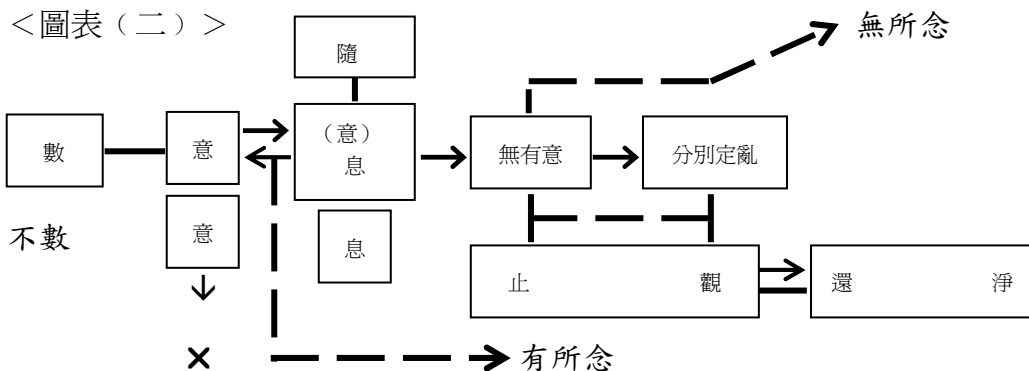 ＜圖表（二）＞
無所念
隨
數
意
（意）
息
無有意
分別定亂
不數
意
息
止 觀
還 淨
有所念